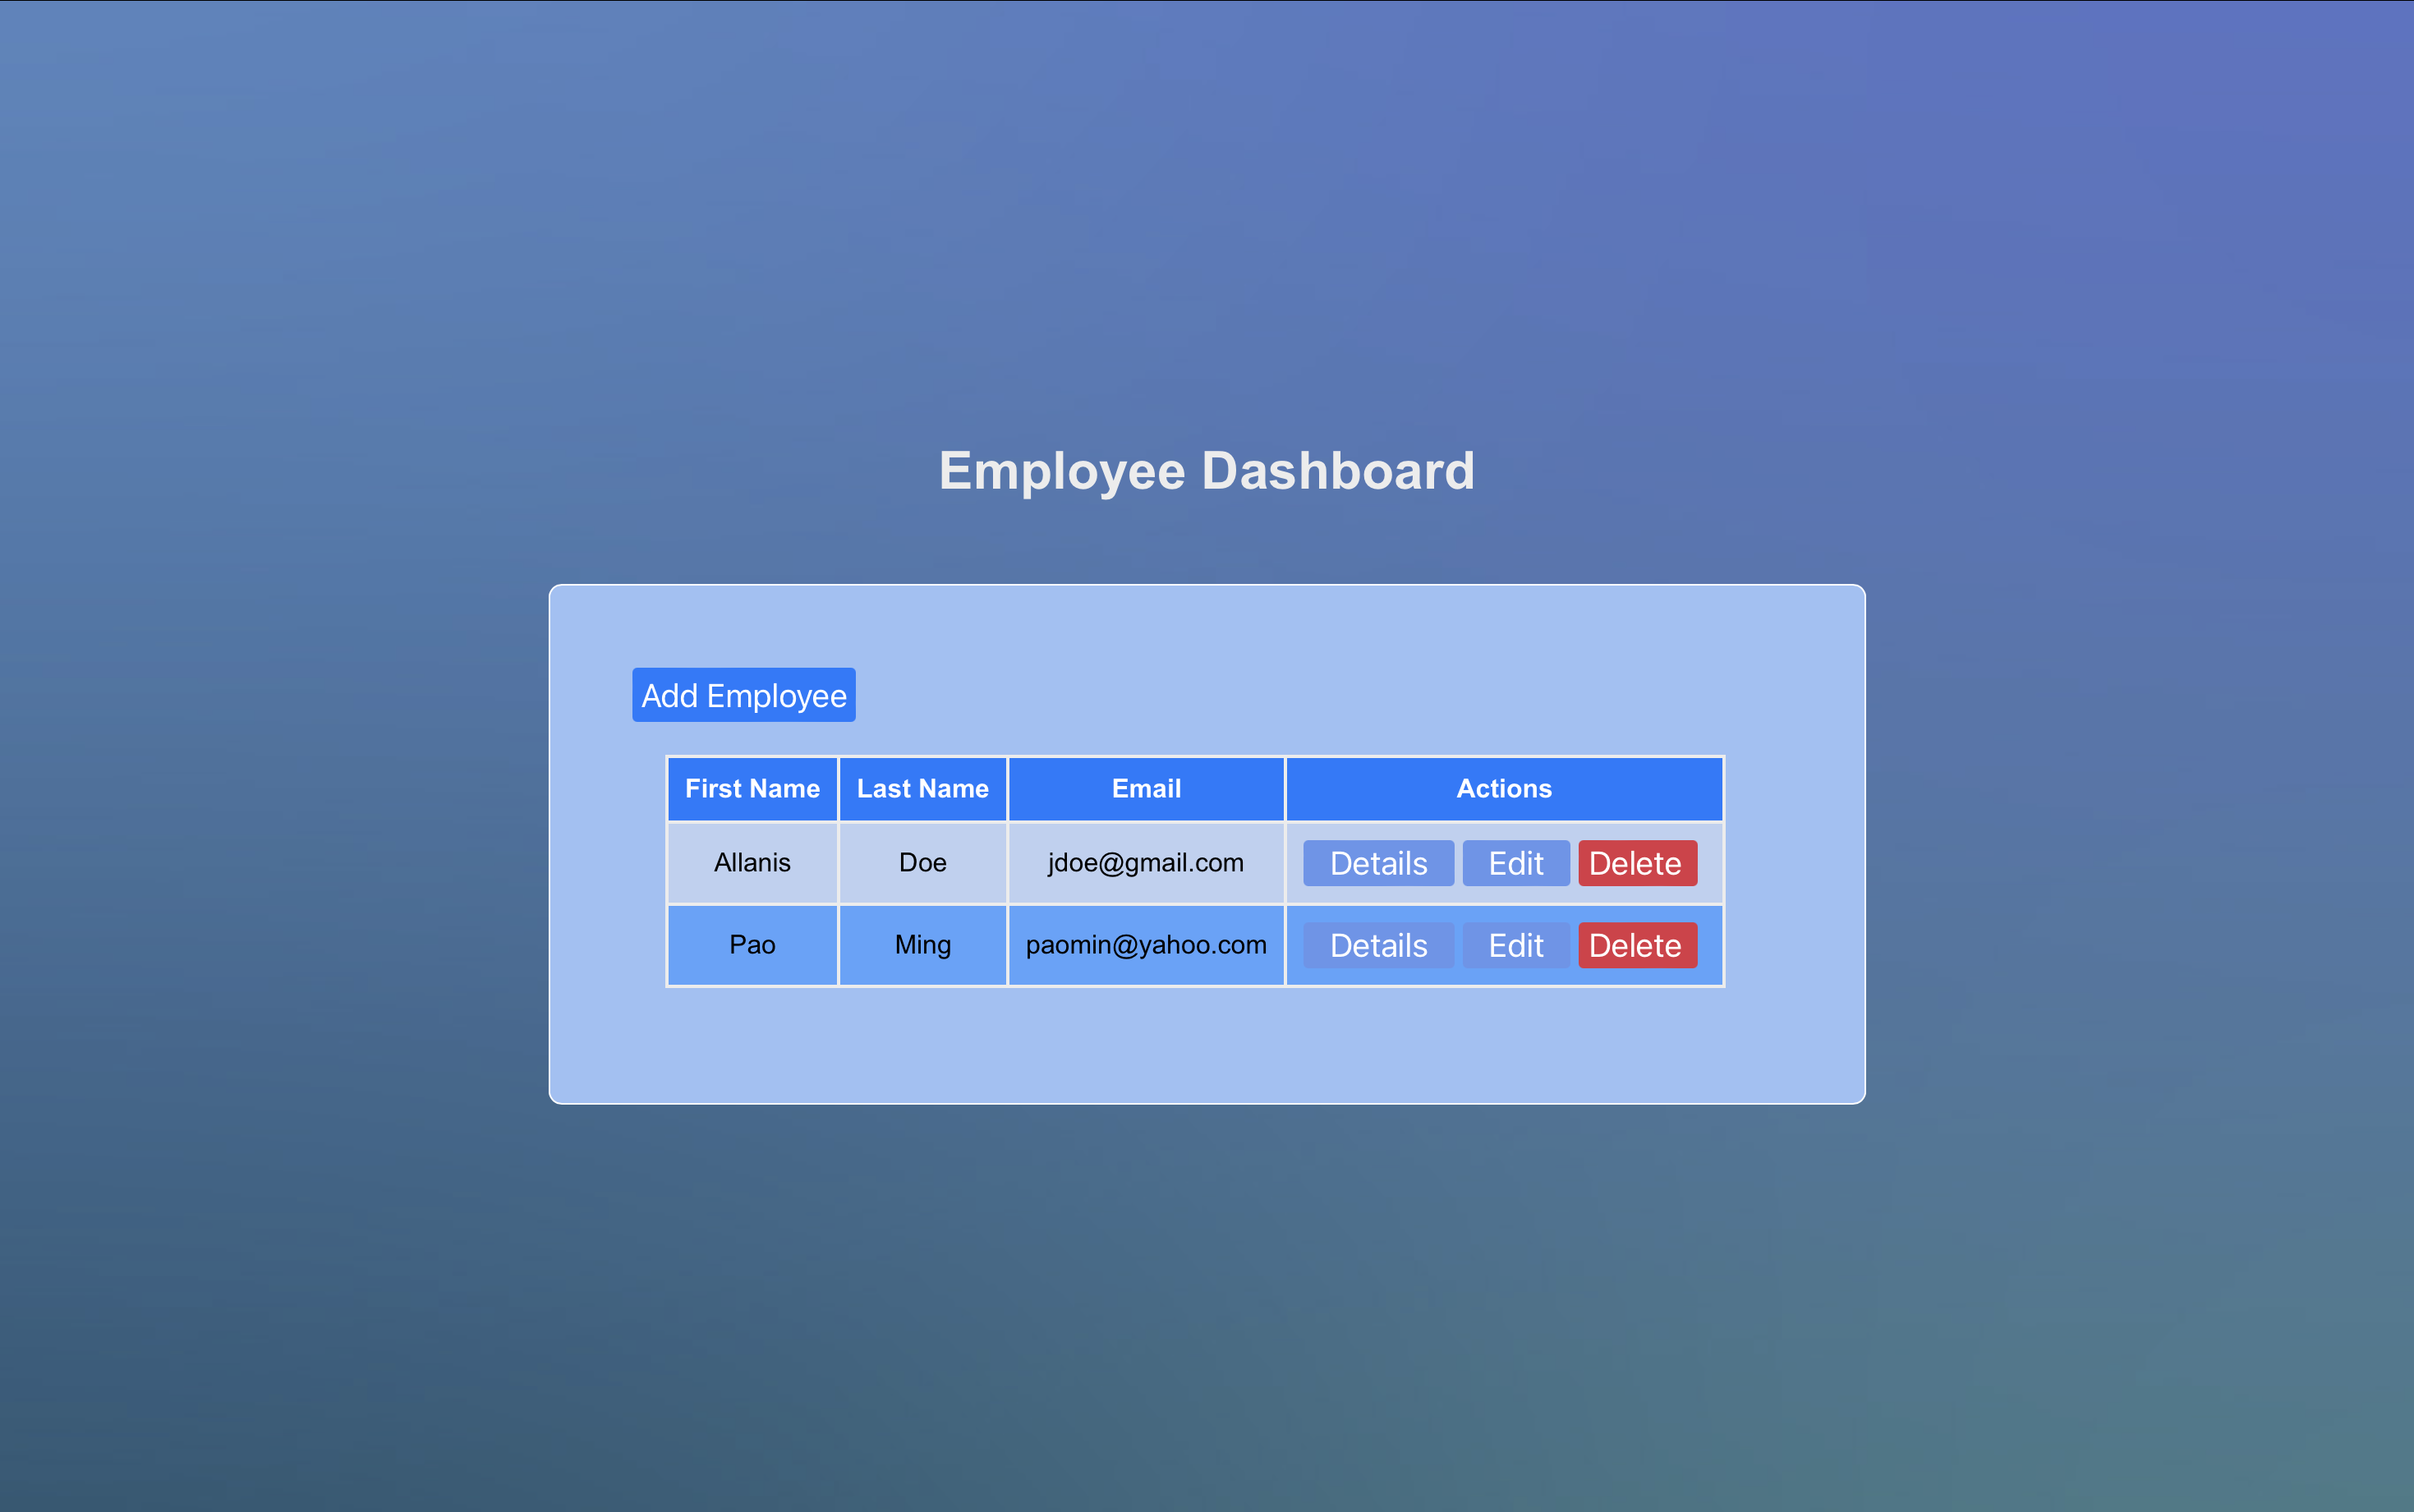 Employee Dashboard
Add Employee
First Name Last Name Email Actions
Allanis Doe jdoe@gmail.com Details Edit Delete
Pao Ming paomin@yahoo.com Details Edit Delete